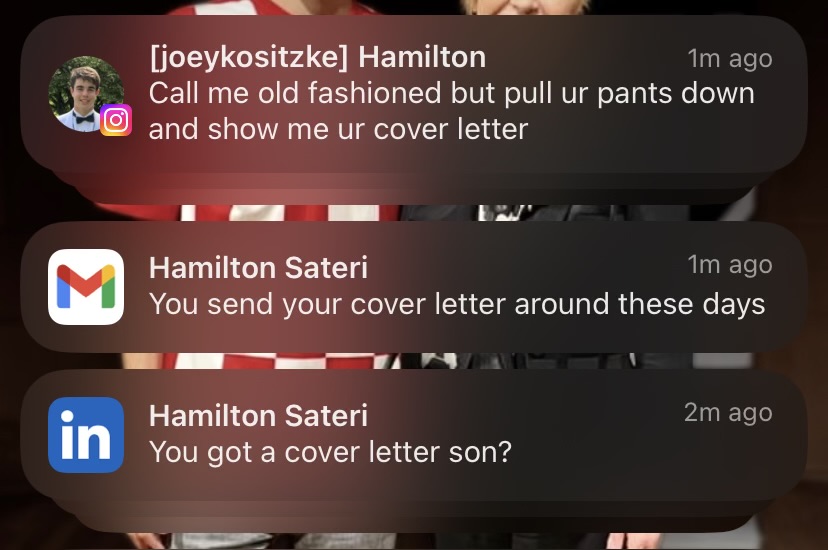 [joeykositzke] Hamilton
1m ago
Call me old fashioned but pull ur pants down
and show me ur cover letter
Hamilton Sateri
1m ago
You send your cover letter around these days
in
Hamilton Sateri
2m ago
You got a cover letter son?